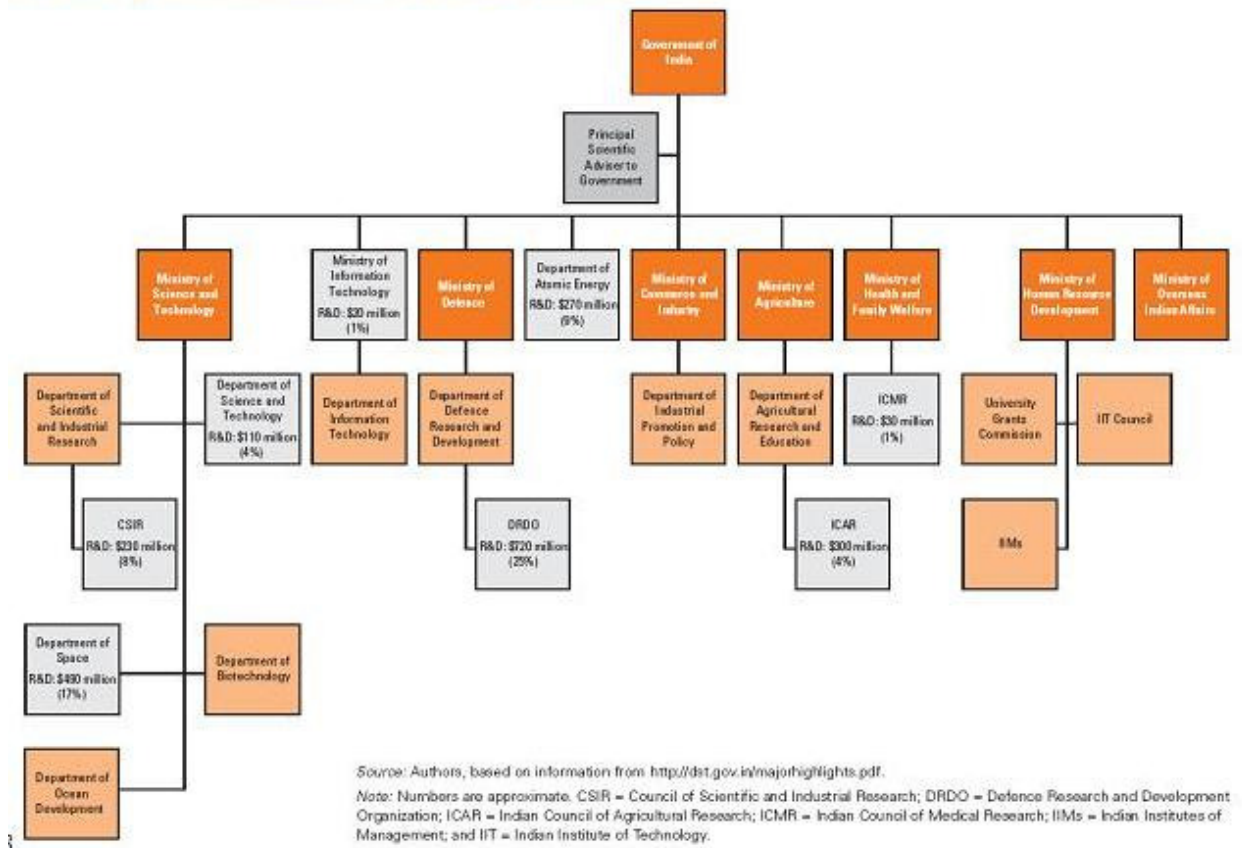 Government of
India
Principal
Scientific
Adviser to
Government
Ministry of
Science and
Technology
Ministry of
Information
Technology
R&D: $20 million
(1%)
Ministry of
Defence
Department of
Atomic Energy
R&D: $270 million
(9%)
Ministry of
Commerce and
Industry
Ministry of
Agriculture
Ministry of
Health and
Family Welfare
Ministry of
Human Resource
Development
Ministry of
Overseas
Indian Affairs
Department of
Scientific
and Industrial
Research
Department of
Science and
Technology
R&D: $110 million
(4%)
Department of
Information
Technology
Department of
Defence
Research and
Development
Department of
Industrial
Promotion and
Policy
Department of
Agricultural
Research and
Education
ICMR
R&D: $30 million
(1%)
University
Grants
Commission
IIT Council
CSIR
R&D: $230 million
(8%)
DRDO
R&D: $720 million
(25%)
ICAR
R&D: $300 million
(4%)
IIMs
Department of
Space
R&D: $490 million
(17%)
Department of
Biotechnology
Department of
Ocean
Development
Source: Authors, based on information from http://dst.gov.in/majorhighlights.pdf.
Note: Numbers are approximate. CSIR = Council of Scientific and Industrial Research; DRDO = Defence Research and Development
Organization; ICAR = Indian Council of Agricultural Research; ICMR = Indian Council of Medical Research; IIMs = Indian Institutes of
Management; and IIT = Indian Institute of Technology.